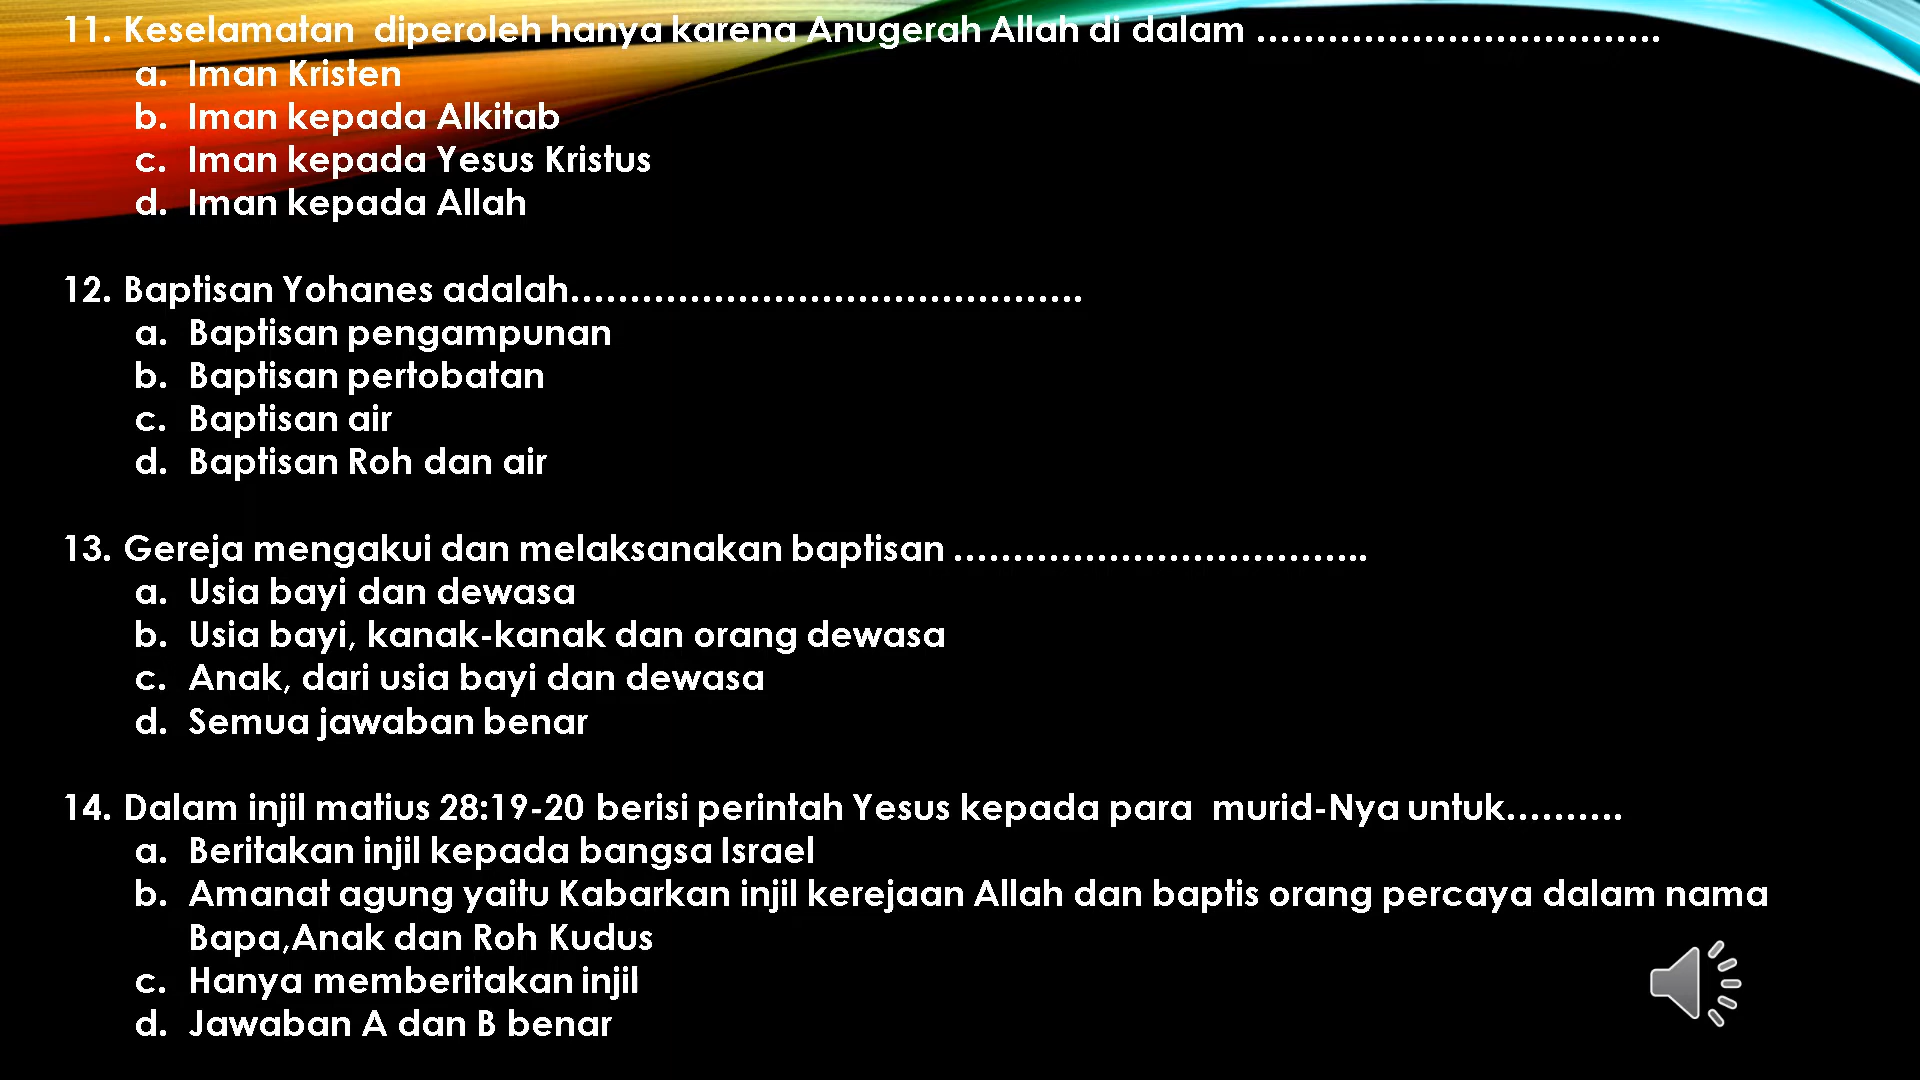 11. Keselamatan  diperoleh hanya karena Anugerah Allah di dalam …………………………….
a. Iman Kristen
b. Iman kepada Alkitab
c. Iman kepada Yesus Kristus
d. Iman kepada Allah
12. Baptisan Yohanes adalah…………………………………….
a. Baptisan pengampunan
b. Baptisan pertobatan
c. Baptisan air
d. Baptisan Roh dan air
13. Gereja mengakui dan melaksanakan baptisan ……………………………..
a. Usia bayi dan dewasa
b. Usia bayi, kanak-kanak dan orang dewasa
c. Anak, dari usia bayi dan dewasa
d. Semua jawaban benar
14. Dalam injil matius 28:19-20 berisi perintah Yesus kepada para  murid-Nya untuk……….
a. Beritakan injil kepada bangsa Israel
b. Amanat agung yaitu Kabarkan injil kerejaan Allah dan baptis orang percaya dalam nama
Bapa,Anak dan Roh Kudus
c. Hanya memberitakan injil
d. Jawaban A dan B benar